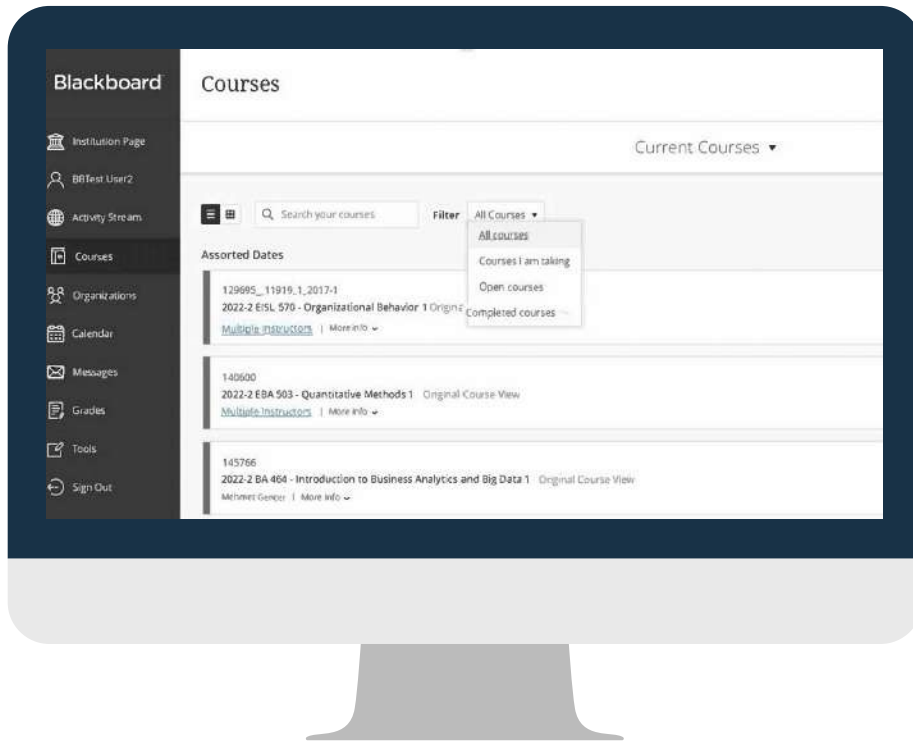 Blackboard
Institution Page
BBTest User2
Activity Stream
Courses
Organizations
Calendar
Messages
Grades
Tools
Sign Out
Courses
Current Courses
Search your courses Filter All Courses
All courses
Courses I am taking
Open courses
Completed courses
Assorted Dates
129695_11919_1_2017-1
2022-2 EISL 570 - Organizational Behavior 1
Multiple Instructors | More info
140600
2022-2 EBA 503 - Quantitative Methods 1 Original Course View
Multiple Instructors | More info
145766
2022-2 BA 464 - Introduction to Business Analytics and Big Data 1 Original Course View
Mehmet Gencer | More info